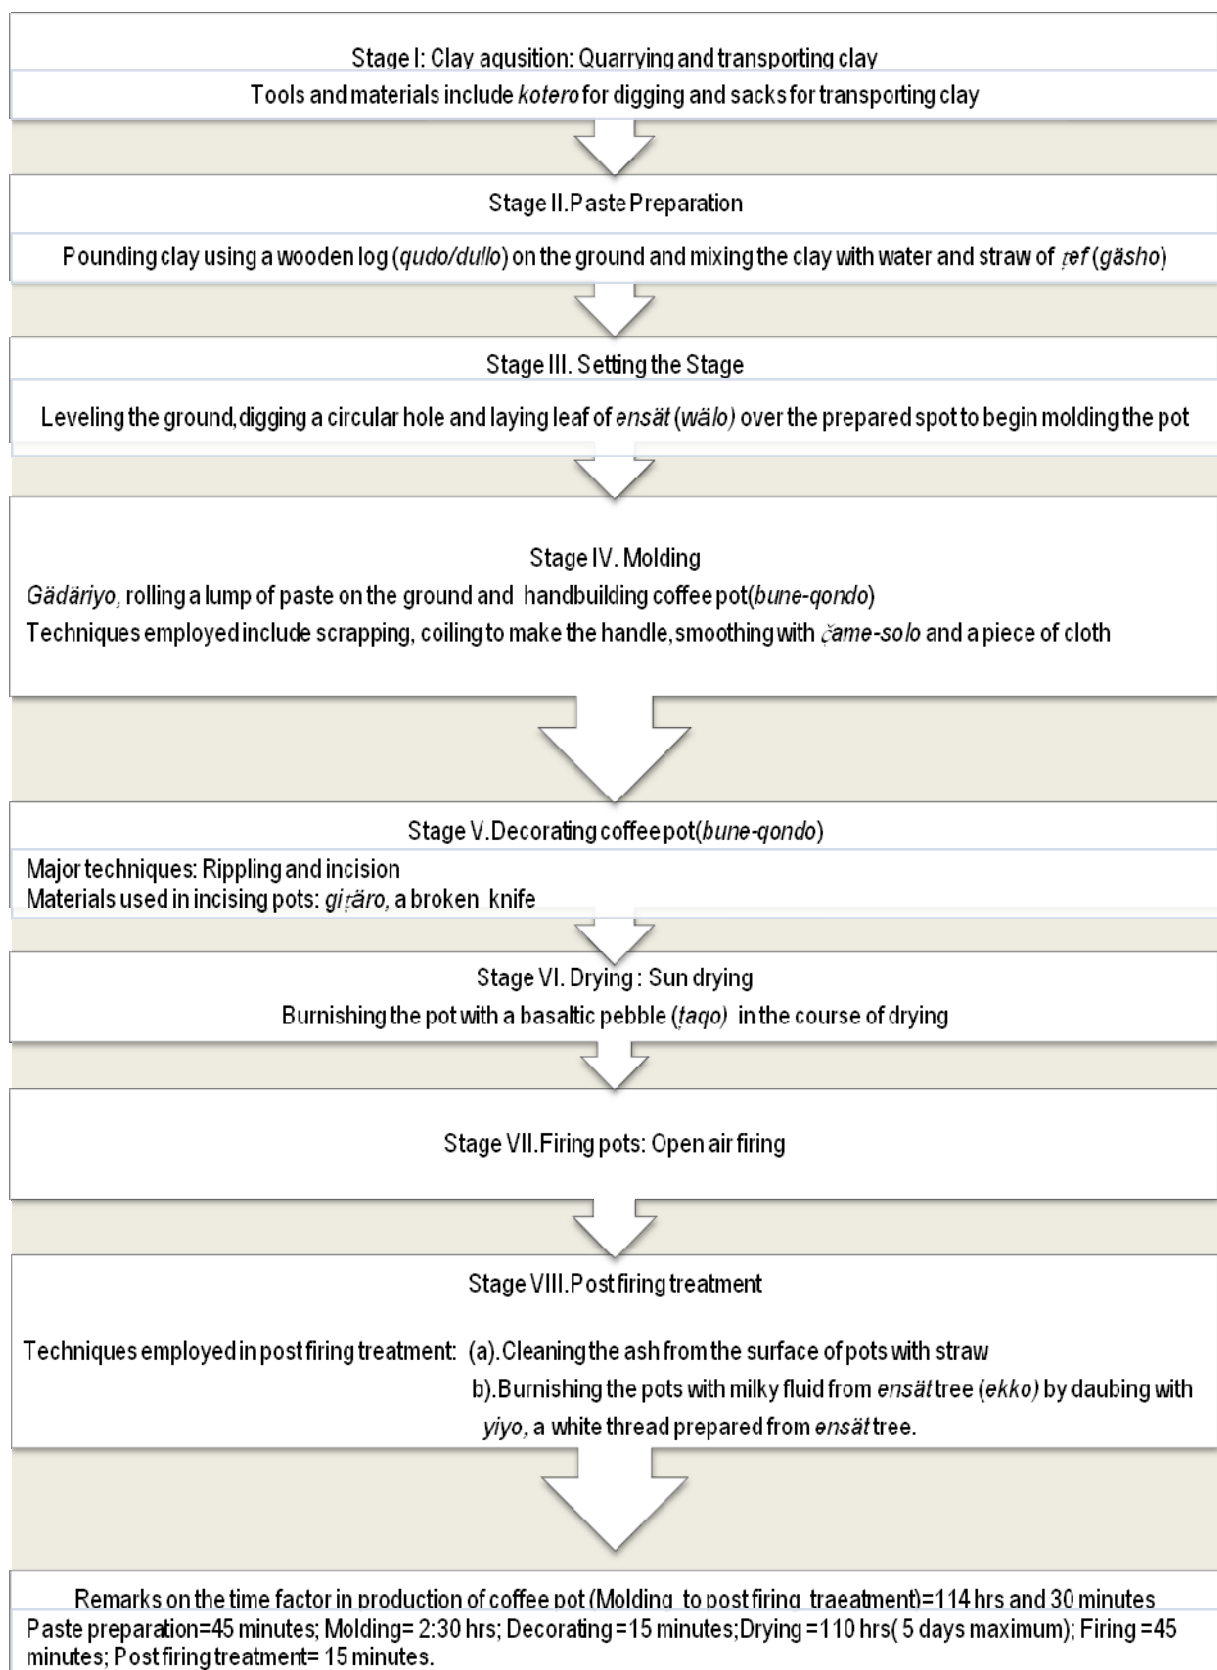 Stage I: Clay aqusition: Quarrying and transporting clay
Tools and materials include kotero for digging and sacks for transporting clay
Stage II.Paste Preparation
Pounding clay using a wooden log (qudo/dullo) on the ground and mixing the clay with water and straw of ṭef (gäsho)
Stage III. Setting the Stage
Leveling the ground, digging a circular hole and laying leaf of ensät (wälo) over the prepared spot to begin molding the pot
Stage IV. Molding
Gädäriyo, rolling a lump of paste on the ground and handbuilding coffee pot(bune-qondo)
Techniques employed include scrapping, coiling to make the handle, smoothing with čame-solo and a piece of cloth
Stage V.Decorating coffee pot(bune-qondo)
Major techniques: Rippling and incision
Materials used in incising pots: giṭäro, a broken knife
Stage VI. Drying : Sun drying
Burnishing the pot with a basaltic pebble (ṭaqo) in the course of drying
Stage VII.Firing pots: Open air firing
Stage VIII.Post firing treatment
Techniques employed in post firing treatment: (a).Cleaning the ash from the surface of pots with straw
b).Burnishing the pots with milky fluid from ensät tree (ekko) by daubing with
yiyo, a white thread prepared from ensät tree.
Remarks on the time factor in production of coffee pot (Molding to post firing traeatment)=114 hrs and 30 minutes
Paste preparation=45 minutes; Molding= 2:30 hrs; Decorating =15 minutes;Drying =110 hrs( 5 days maximum); Firing =45
minutes; Post firing treatment= 15 minutes.